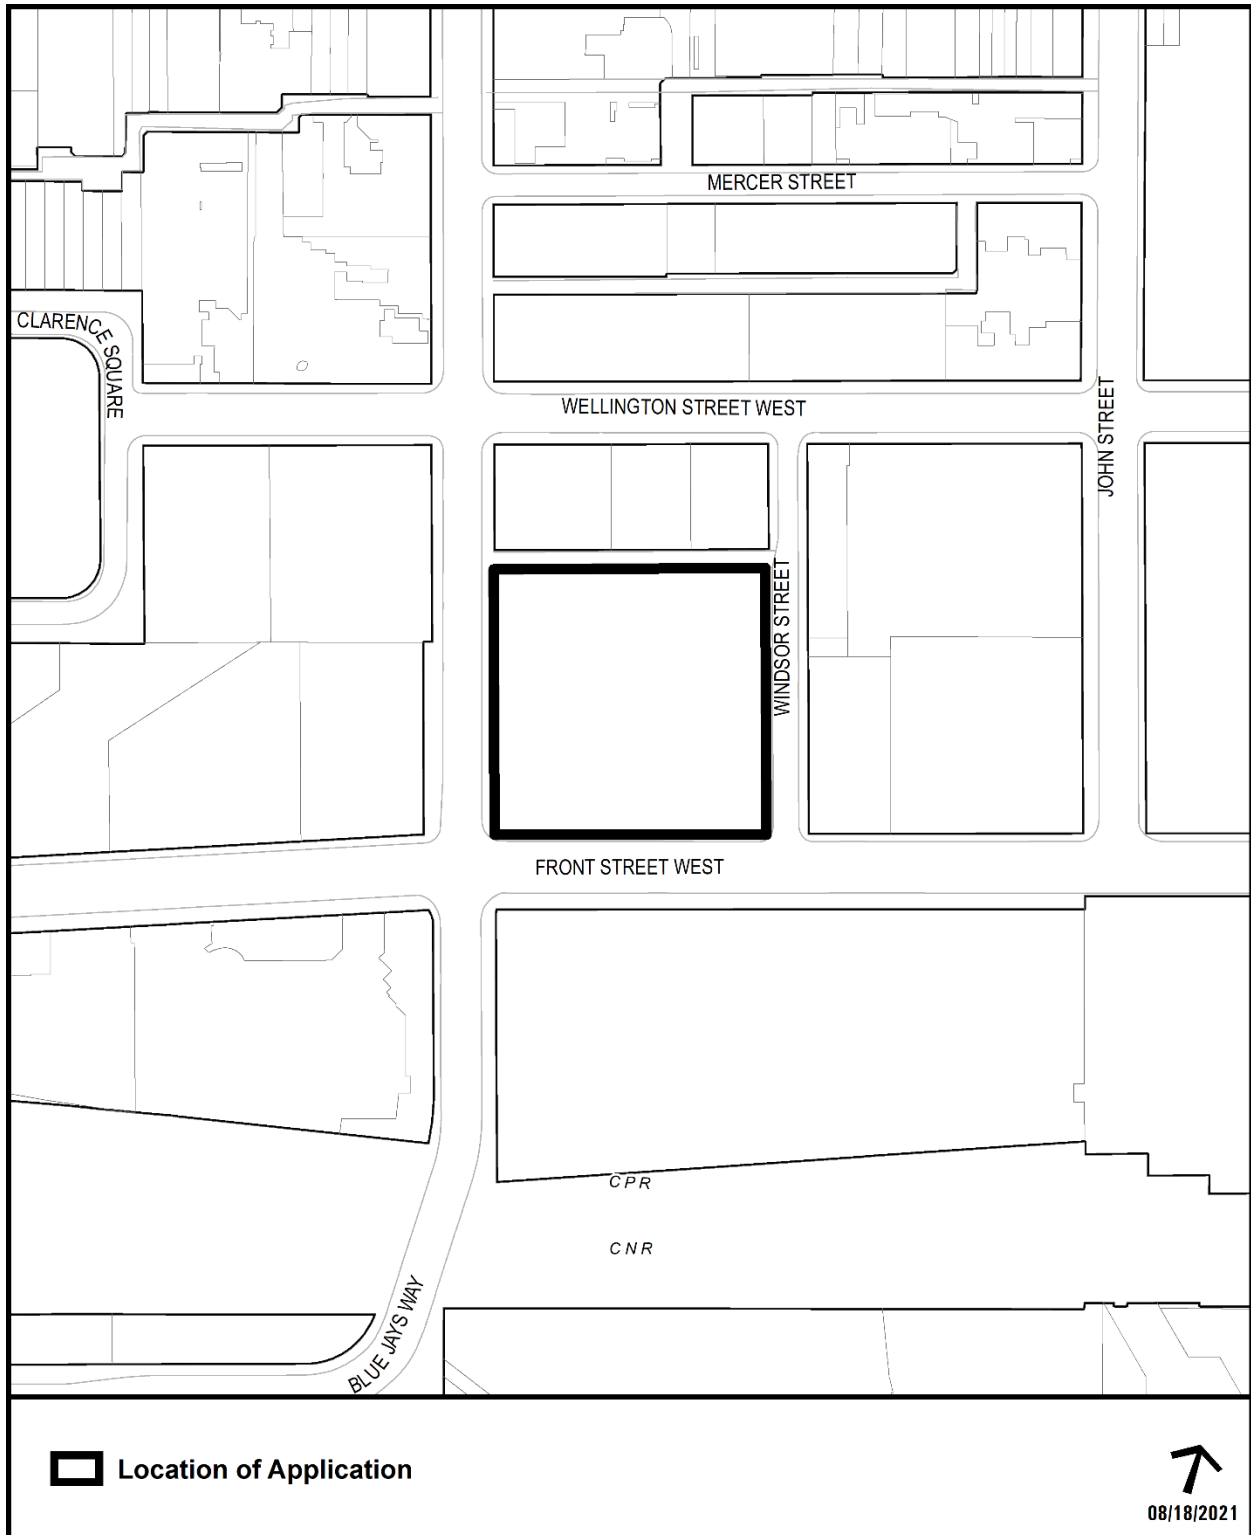 MERCER STREET
CLARENCE SQUARE
JOHN STREET
WELLINGTON STREET WEST
WINDSOR STREET
FRONT STREET WEST
CPR
CNR
BLUE JAYS WAY
Location of Application
08/18/2021